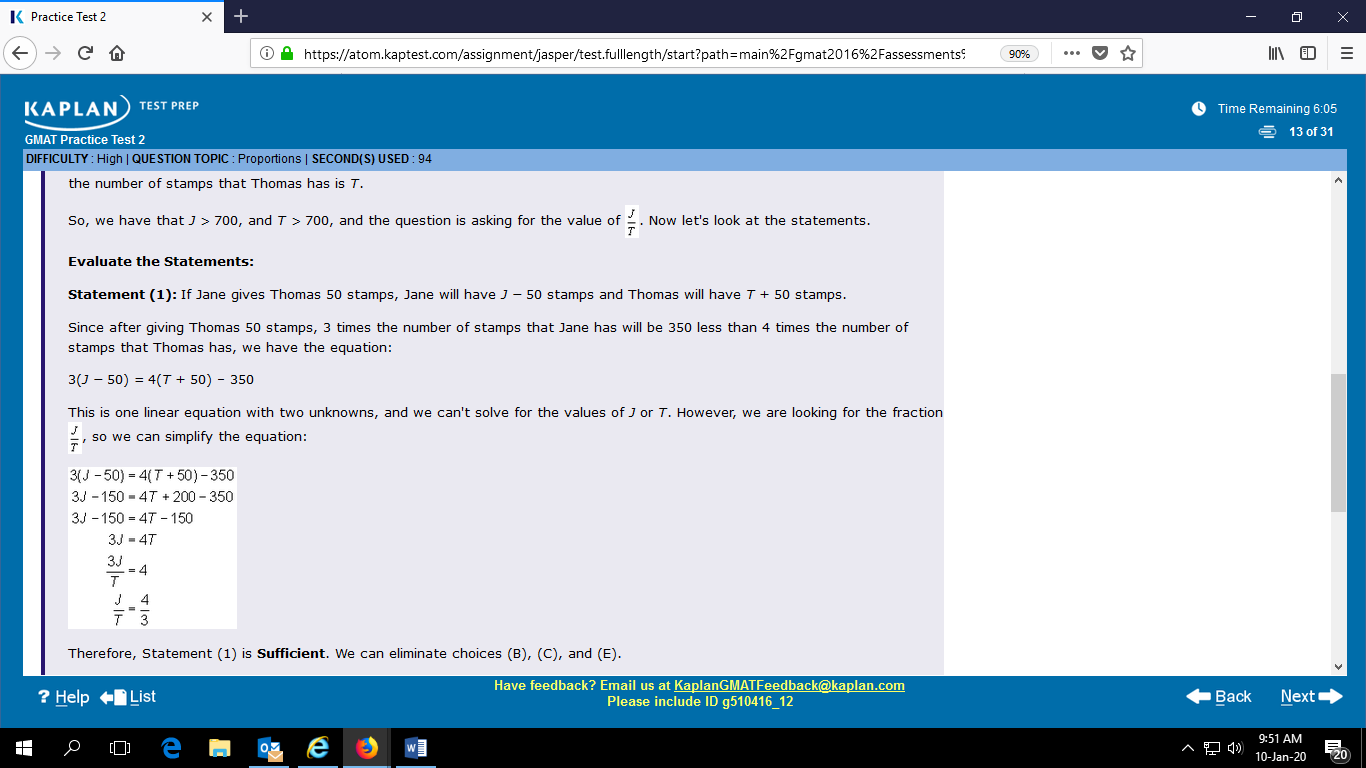 Practice Test 2
https://atom.kaptest.com/assignment/jasper/test.fulllength/start?path=main%2Fgmat2016%2Fassessments%
90%
KAPLAN TEST PREP
GMAT Practice Test 2
Time Remaining 6:05
13 of 31
DIFFICULTY : High | QUESTION TOPIC : Proportions | SECOND(S) USED : 94
the number of stamps that Thomas has is T.
So, we have that J > 700, and T > 700, and the question is asking for the value of J/T. Now let's look at the statements.
Evaluate the Statements:
Statement (1): If Jane gives Thomas 50 stamps, Jane will have J − 50 stamps and Thomas will have T + 50 stamps.
Since after giving Thomas 50 stamps, 3 times the number of stamps that Jane has will be 350 less than 4 times the number of
stamps that Thomas has, we have the equation:
3(J − 50) = 4(T + 50) − 350
This is one linear equation with two unknowns, and we can't solve for the values of J or T. However, we are looking for the fraction
J/T, so we can simplify the equation:
3(J − 50) = 4(T + 50) − 350
3J − 150 = 4T + 200 − 350
3J − 150 = 4T − 150
3J = 4T
3J/T = 4
J/T = 4/3
Therefore, Statement (1) is Sufficient. We can eliminate choices (B), (C), and (E).
? Help
List
Have feedback? Email us at KaplanGMATFeedback@kaplan.com
Please include ID g510416_12
Back
Next
9:51 AM
10-Jan-20
20